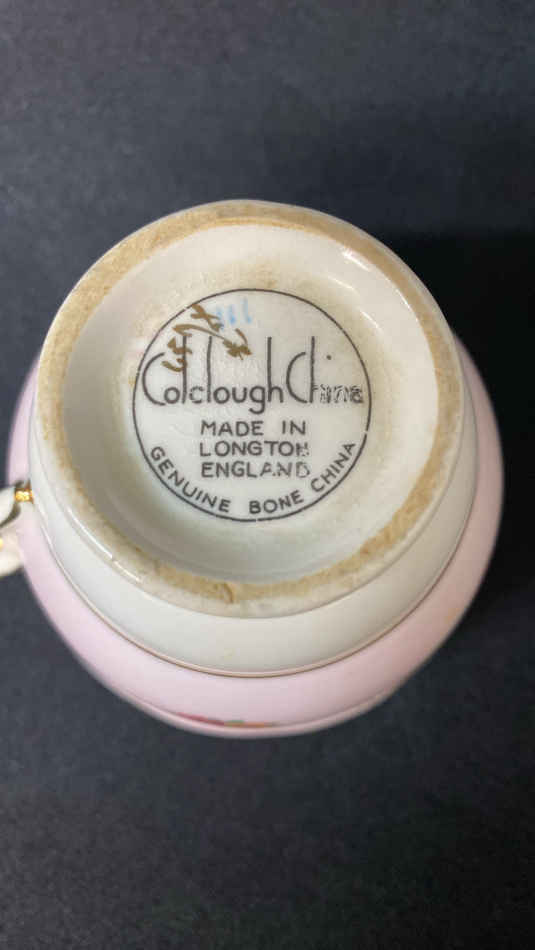 Colclough China
MADE IN
LONGTON
ENGLAND
GENUINE BONE CHINA